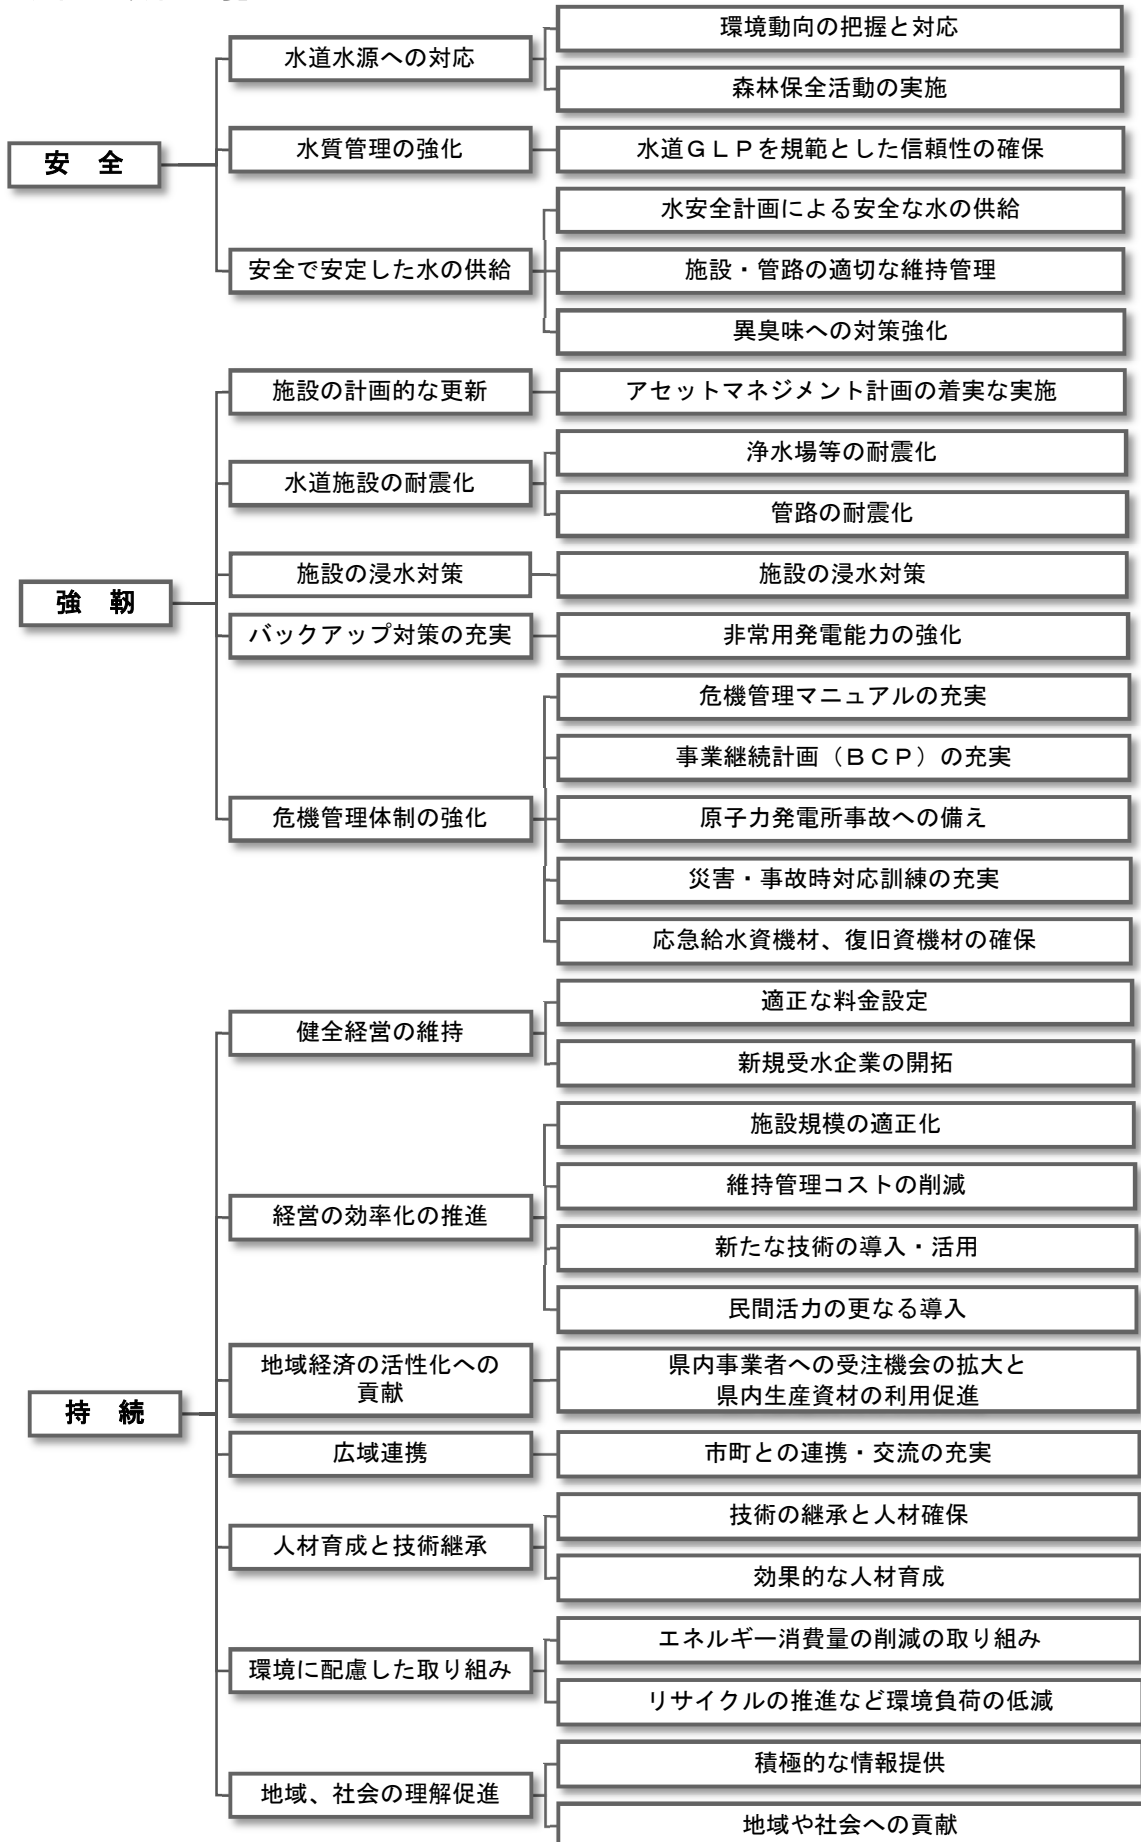 安　全
水道水源への対応
環境動向の把握と対応
森林保全活動の実施
水質管理の強化
水道ＧＬＰを規範とした信頼性の確保
安全で安定した水の供給
水安全計画による安全な水の供給
施設・管路の適切な維持管理
異臭味への対策強化
強　靭
施設の計画的な更新
アセットマネジメント計画の着実な実施
水道施設の耐震化
浄水場等の耐震化
管路の耐震化
施設の浸水対策
施設の浸水対策
バックアップ対策の充実
非常用発電能力の強化
危機管理体制の強化
危機管理マニュアルの充実
事業継続計画（ＢＣＰ）の充実
原子力発電所事故への備え
災害・事故時対応訓練の充実
応急給水資機材、復旧資機材の確保
持　続
健全経営の維持
適正な料金設定
新規受水企業の開拓
経営の効率化の推進
施設規模の適正化
維持管理コストの削減
新たな技術の導入・活用
民間活力の更なる導入
地域経済の活性化への
貢献
県内事業者への受注機会の拡大と
県内生産資材の利用促進
広域連携
市町との連携・交流の充実
人材育成と技術継承
技術の継承と人材確保
効果的な人材育成
環境に配慮した取り組み
エネルギー消費量の削減の取り組み
リサイクルの推進など環境負荷の低減
地域、社会の理解促進
積極的な情報提供
地域や社会への貢献